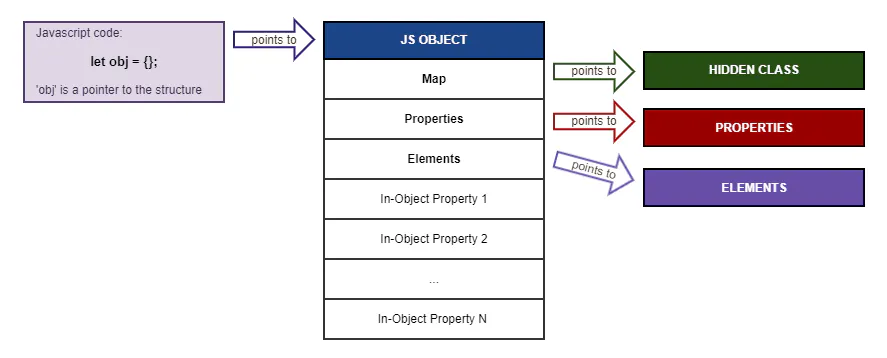 Javascript code:
let obj = {};
'obj' is a pointer to the structure
points to
JS OBJECT
Map
Properties
Elements
In-Object Property 1
In-Object Property 2
...
In-Object Property N
points to
HIDDEN CLASS
points to
PROPERTIES
points to
ELEMENTS